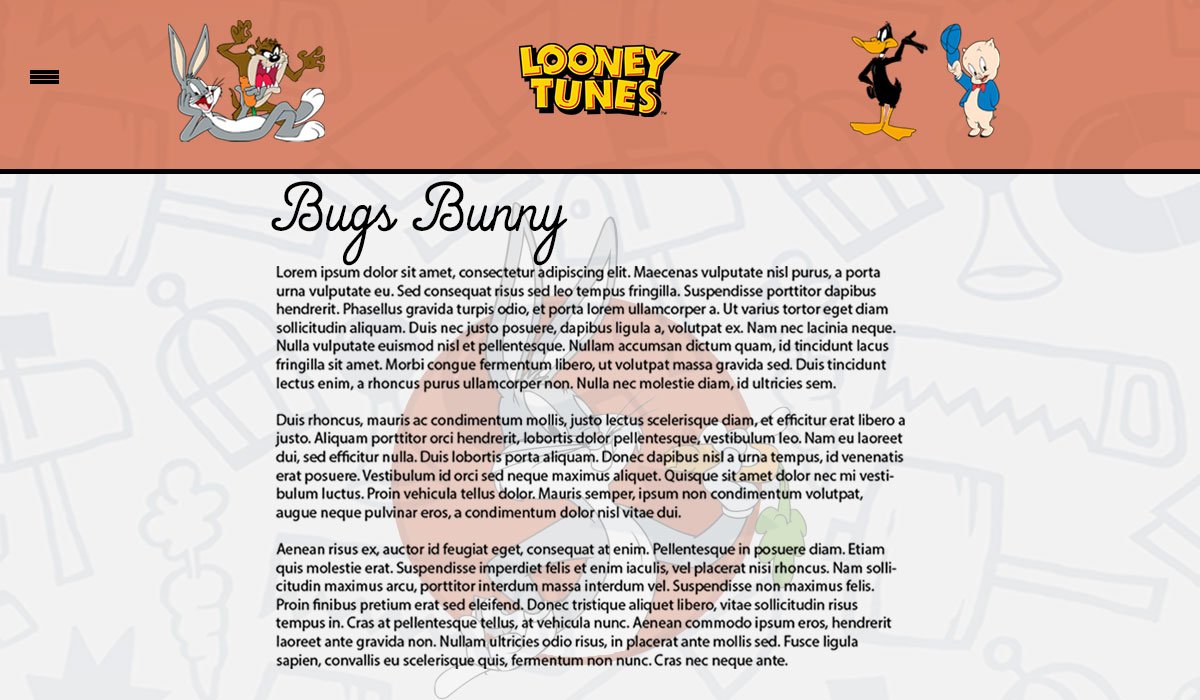 LOONEY
TUNES
Bugs Bunny
Lorem ipsum dolor sit amet, consectetur adipiscing elit. Maecenas vulputate nisl purus, a porta
urna vulputate eu. Sed consequat risus sed leo tempus fringilla. Suspendisse porttitor dapibus
hendrerit. Phasellus gravida turpis odio, et porta lorem ullamcorper a. Ut varius tortor eget diam
sollicitudin aliquam. Duis nec justo posuere, dapibus ligula a, volutpat ex. Nam nec lacinia neque.
Nulla vulputate euismod nisl et pellentesque. Nullam accumsan dictum quam, id tincidunt lacus
fringilla sit amet. Morbi congue fermentum libero, ut volutpat massa gravida sed. Duis tincidunt
lectus enim, a rhoncus purus ullamcorper non. Nulla nec molestie diam, id ultricies sem.
Duis rhoncus, mauris ac condimentum mollis, justo lectus scelerisque diam, et efficitur erat libero a
justo. Aliquam porttitor orci hendrerit, lobortis dolor pellentesque, vestibulum leo. Nam eu laoreet
dui, sed efficitur nulla. Duis lobortis porta aliquam. Donec dapibus nisl a urna tempus, id venenatis
erat posuere. Vestibulum id orci sed neque maximus aliquet. Quisque sit amet dolor nec mi vesti-
bulum luctus. Proin vehicula tellus dolor. Mauris semper, ipsum non condimentum volutpat,
augue neque pulvinar eros, a condimentum dolor nisl vitae dui.
Aenean risus ex, auctor id feugiat eget, consequat at enim. Pellentesque in posuere diam. Etiam
quis molestie erat. Suspendisse imperdiet felis et enim iaculis, vel placerat nisi rhoncus. Nam solli-
citudin maximus arcu, porttitor interdum massa interdum vel. Suspendisse non maximus felis.
Proin finibus pretium erat sed eleifend. Donec tristique aliquet libero, vitae sollicitudin risus
tempus in. Cras at pellentesque tellus, at vehicula nunc. Aenean commodo ipsum eros, hendrerit
laoreet ante gravida non. Nullam ultricies odio risus, in placerat ante mollis sed. Fusce ligula
sapien, convallis eu scelerisque quis, fermentum non nunc. Cras nec neque ante.